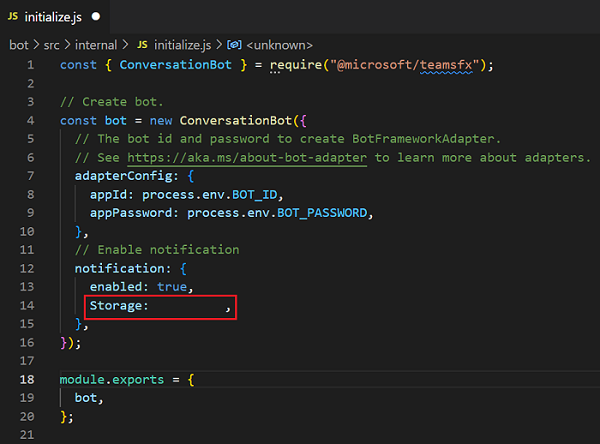 JS initialize.js ●
bot > src > internal > JS initialize.js > <unknown>
1 const { ConversationBot } = require("@microsoft/teamsfx");
2
3 // Create bot.
4 const bot = new ConversationBot({
5 // The bot id and password to create BotFrameworkAdapter.
6 // See https://aka.ms/about-bot-adapter to learn more about adapters.
7 adapterConfig: {
8 appId: process.env.BOT_ID,
9 appPassword: process.env.BOT_PASSWORD,
10 },
11 // Enable notification
12 notification: {
13 enabled: true,
14 Storage: ,
15 },
16 });
17
18 module.exports = {
19 bot,
20 };
21